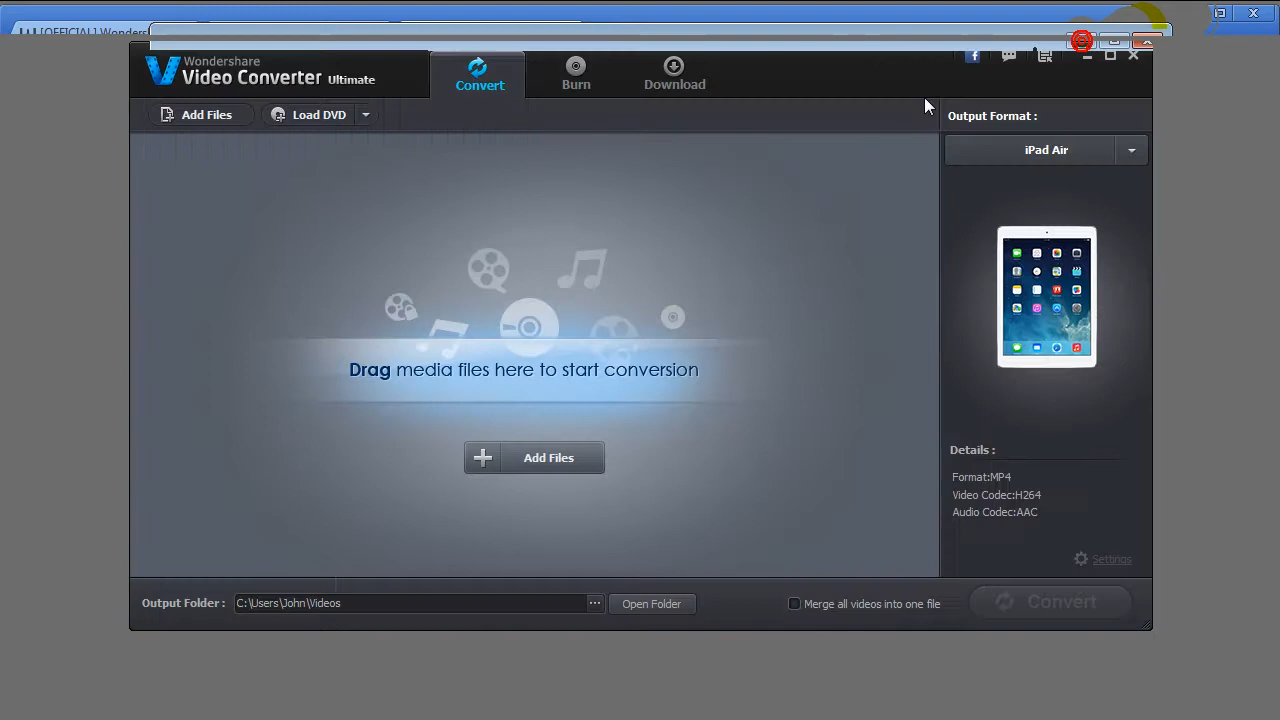 [OFFICIAL] Wonders
Wondershare
Video Converter Ultimate
Convert
Burn
Download
Add Files
Load DVD
Output Format :
iPad Air
Drag media files here to start conversion
Add Files
Details :
Format:MP4
Video Codec:H264
Audio Codec:AAC
Settings
Output Folder :
C:\Users\John\Videos
...
Open Folder
Merge all videos into one file
Convert